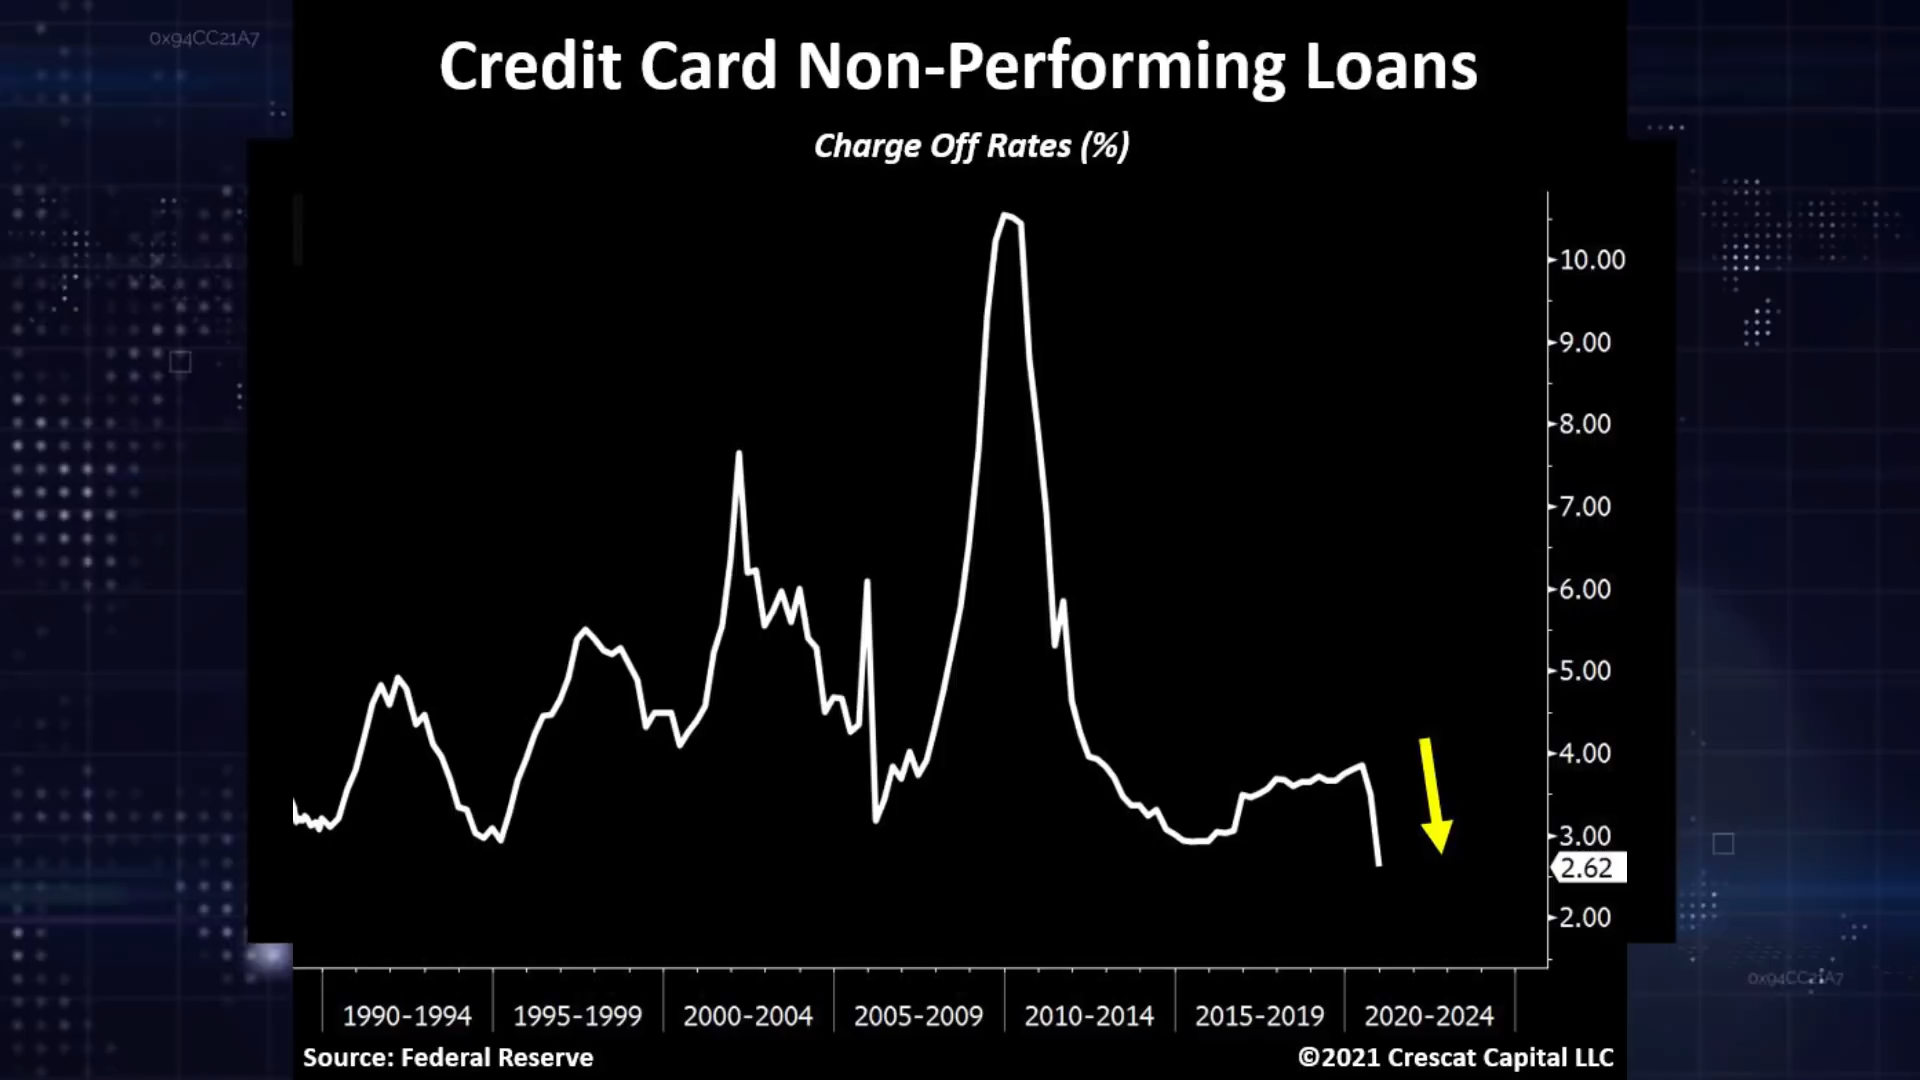 0x94CC21A7
Credit Card Non-Performing Loans
Charge Off Rates (%)
10.00
9.00
8.00
7.00
6.00
5.00
4.00
3.00
2.62
2.00
1990-1994 1995-1999 2000-2004 2005-2009 2010-2014 2015-2019 2020-2024
Source: Federal Reserve ©2021 Crescat Capital LLC
0x94CC21A7